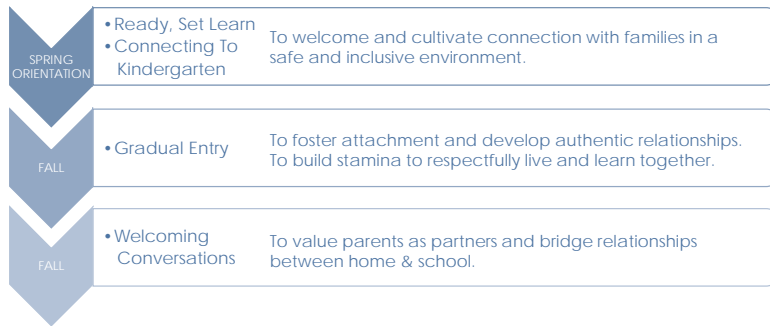 SPRING
ORIENTATION
• Ready, Set Learn
• Connecting To
Kindergarten
To welcome and cultivate connection with families in a
safe and inclusive environment.
FALL
• Gradual Entry
To foster attachment and develop authentic relationships.
To build stamina to respectfully live and learn together.
FALL
• Welcoming
Conversations
To value parents as partners and bridge relationships
between home & school.